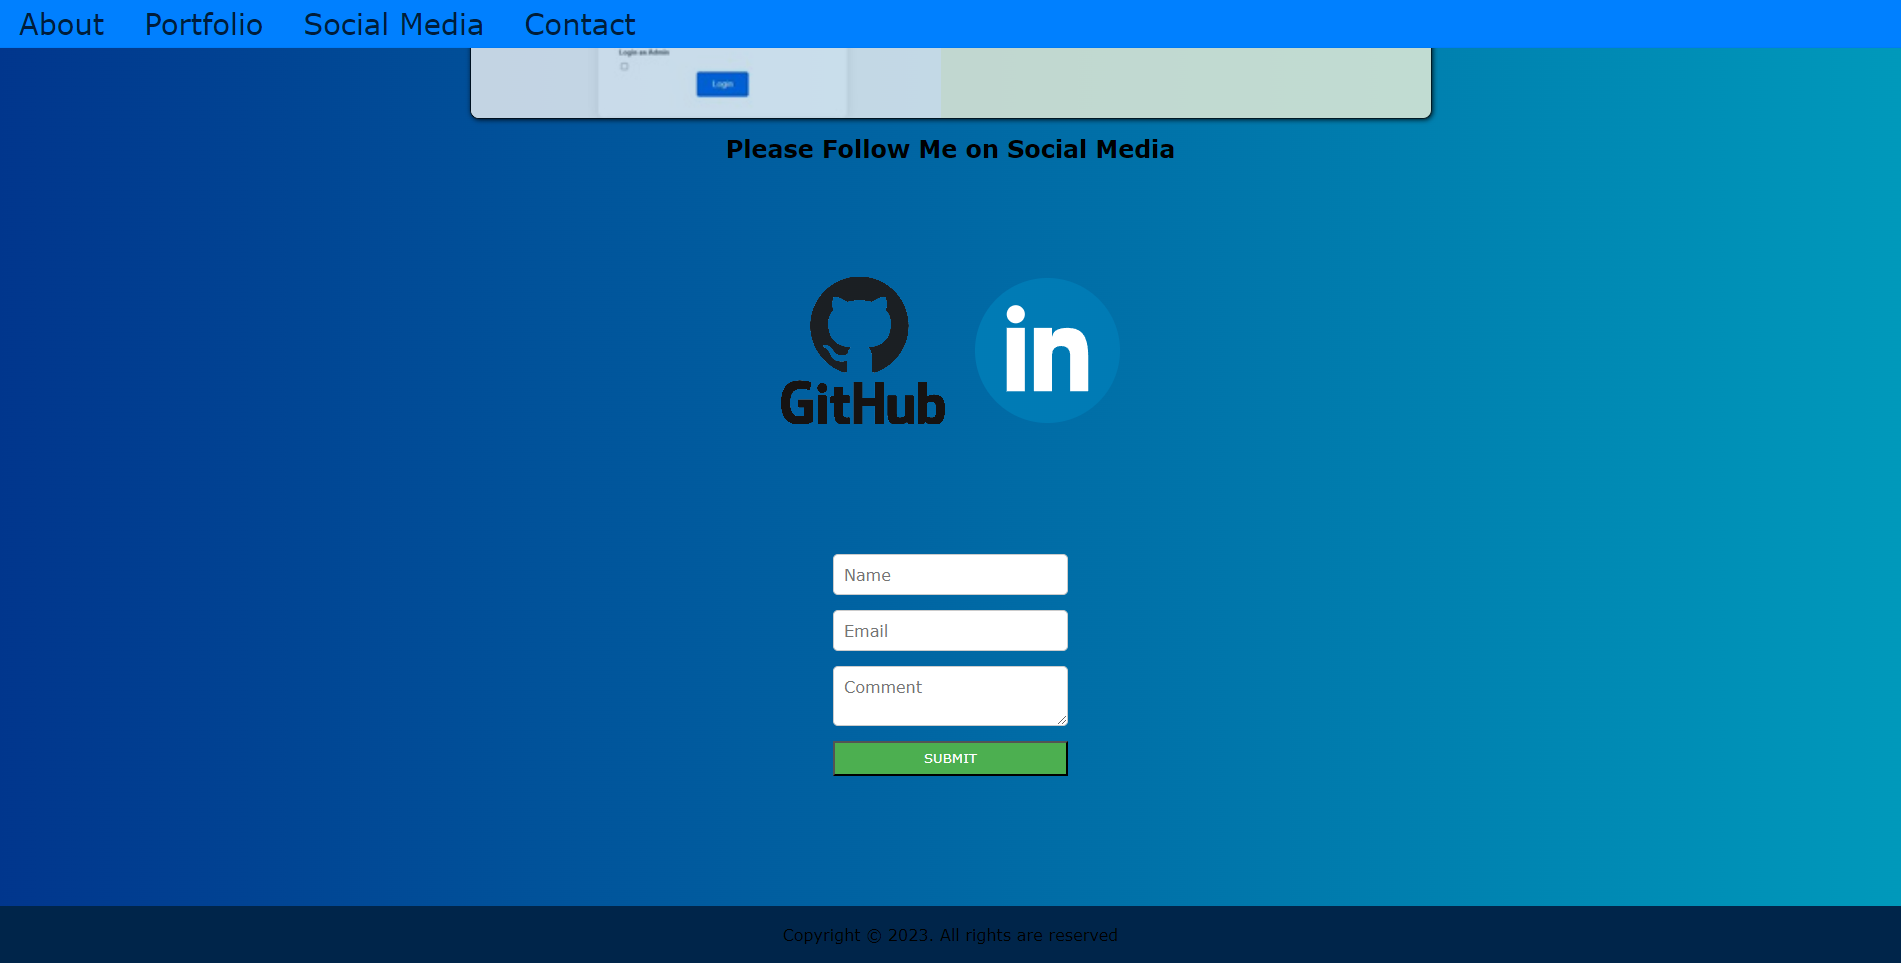 About Portfolio Social Media Contact
Login as Admin
Login
Please Follow Me on Social Media
GitHub
in
Name
Email
Comment
SUBMIT
Copyright © 2023. All rights are reserved